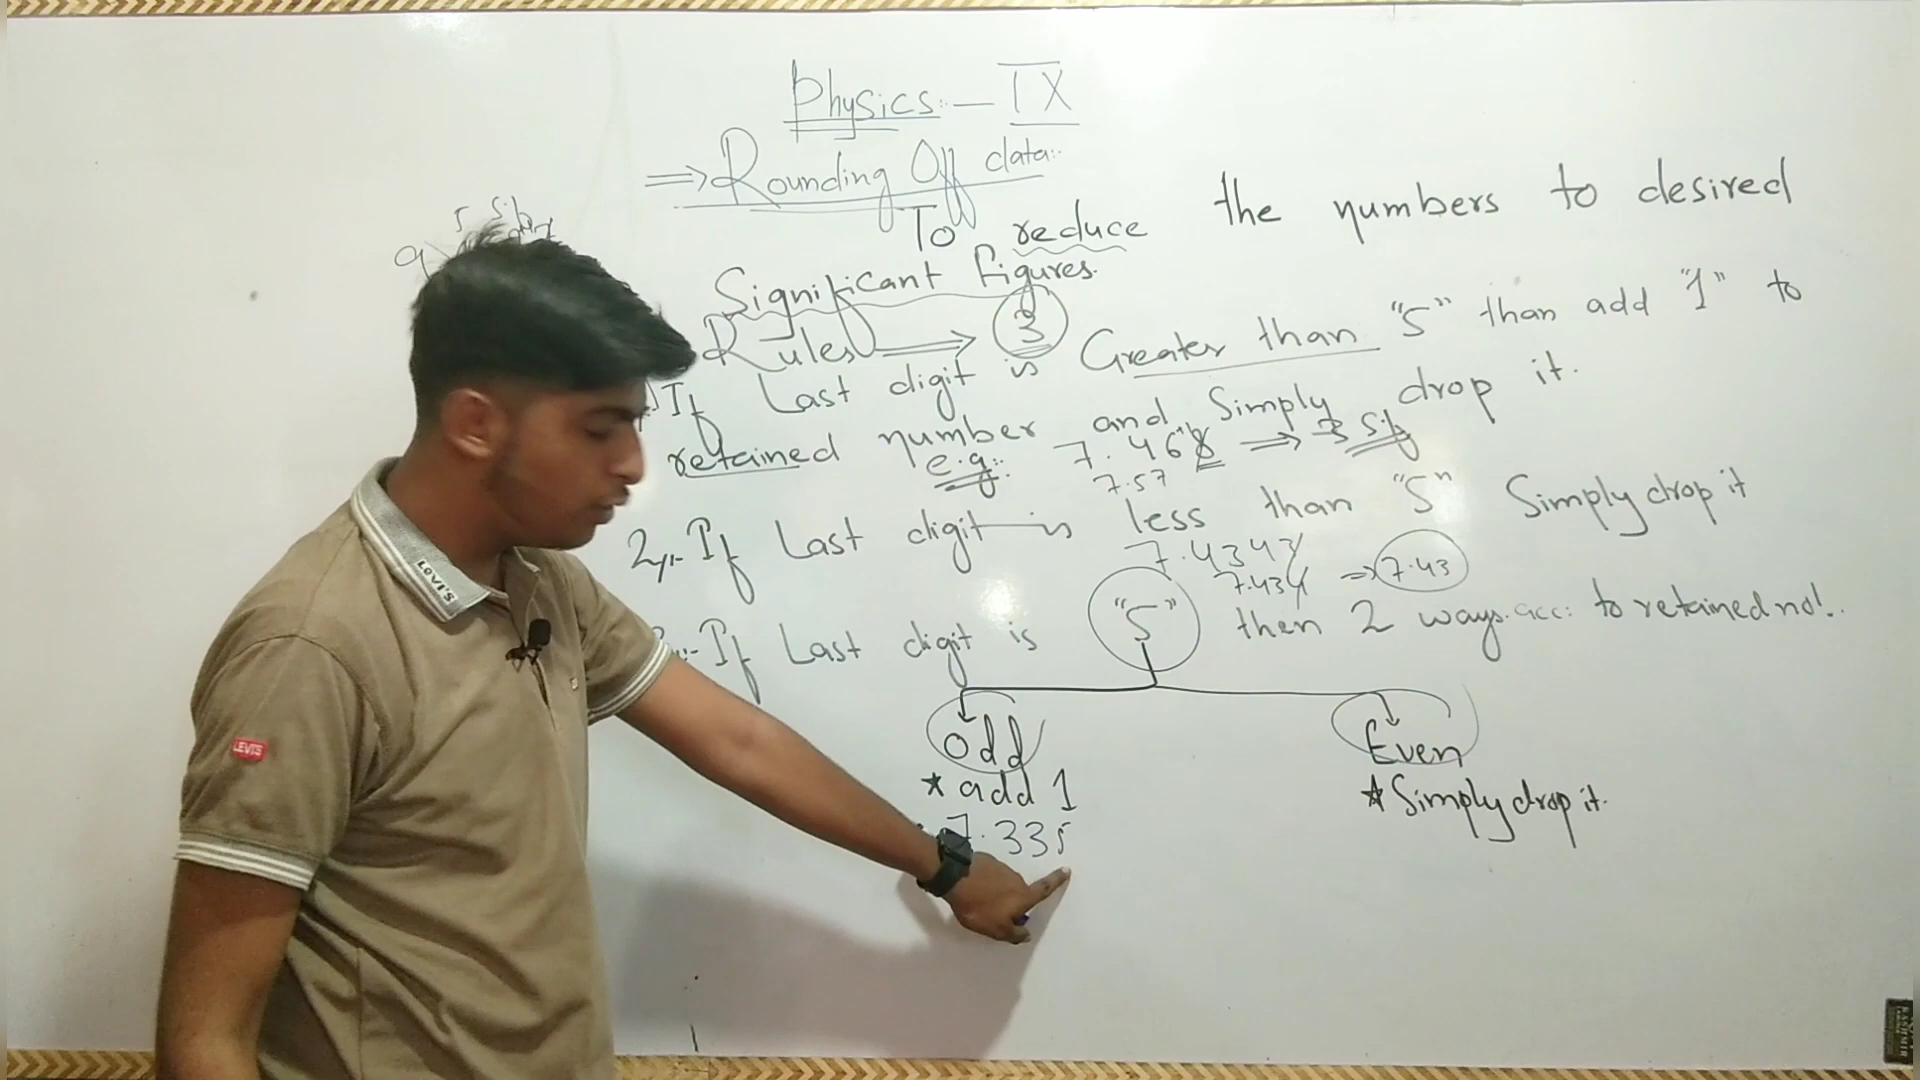 Physics:- IX
⇒ Rounding Off data:-
To reduce the numbers to desired
Significant figures.
Rules ⇒ 3
If Last digit is Greater than "5" than add "1" to
retained number and Simply drop it.
e.g:- 7.468 ⇒ 3 S.f
7.57
2:- If Last digit is less than "5" Simply drop it
7.4343
7.434 ⇒ 7.43
If Last digit is "5" then 2 ways. acc: to retained no!..
Odd Even
* add 1 * Simply drop it.
7.335
LEVI'S
LEVI'S